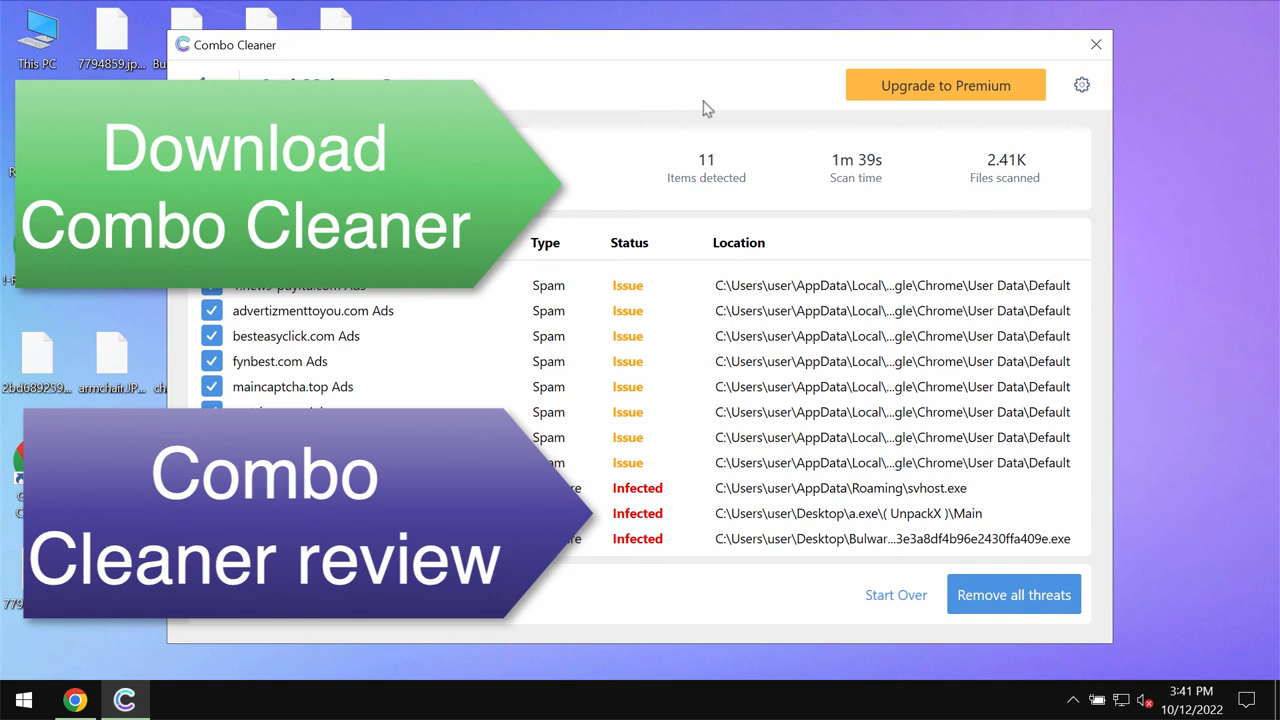 This PC
7794859.jp...
Combo Cleaner
Upgrade to Premium
Download
Combo Cleaner
11
Items detected
1m 39s
Scan time
2.41K
Files scanned
Type
Status
Location
Spam
Issue
C:\Users\user\AppData\Local\...gle\Chrome\User Data\Default
advertizmenttoyou.com Ads
Spam
Issue
C:\Users\user\AppData\Local\...gle\Chrome\User Data\Default
besteasyclick.com Ads
Spam
Issue
C:\Users\user\AppData\Local\...gle\Chrome\User Data\Default
fynbest.com Ads
Spam
Issue
C:\Users\user\AppData\Local\...gle\Chrome\User Data\Default
maincaptcha.top Ads
Spam
Issue
C:\Users\user\AppData\Local\...gle\Chrome\User Data\Default
Spam
Issue
C:\Users\user\AppData\Local\...gle\Chrome\User Data\Default
Spam
Issue
C:\Users\user\AppData\Local\...gle\Chrome\User Data\Default
Issue
C:\Users\user\AppData\Local\...gle\Chrome\User Data\Default
Infected
C:\Users\user\AppData\Roaming\svhost.exe
Infected
C:\Users\user\Desktop\a.exe\( UnpackX )\Main
Infected
C:\Users\user\Desktop\Bulwar...3e3a8df4b96e2430ffa409e.exe
2bd689259...
armchair.JP...
Combo
Cleaner review
Start Over
Remove all threats
3:41 PM
10/12/2022